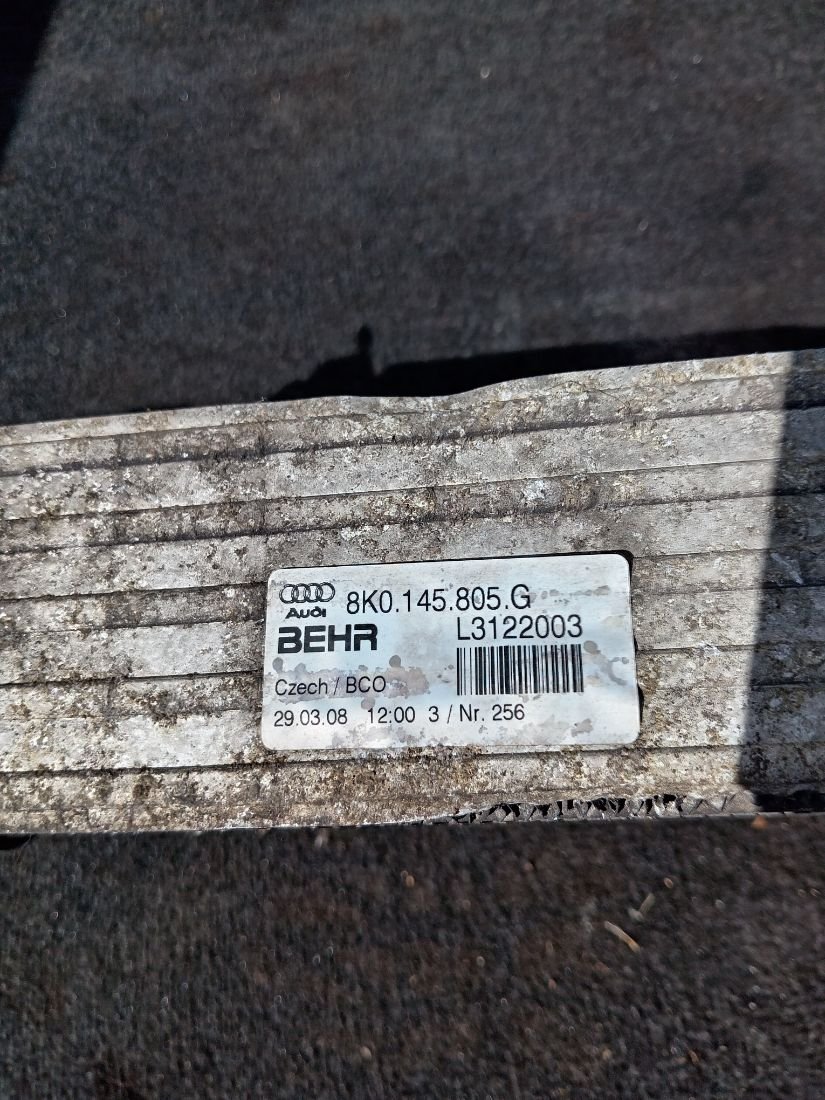 Audi 8K0.145.805.G
BEHR L3122003
Czech / BCO
29.03.08 12:00 3 / Nr. 256